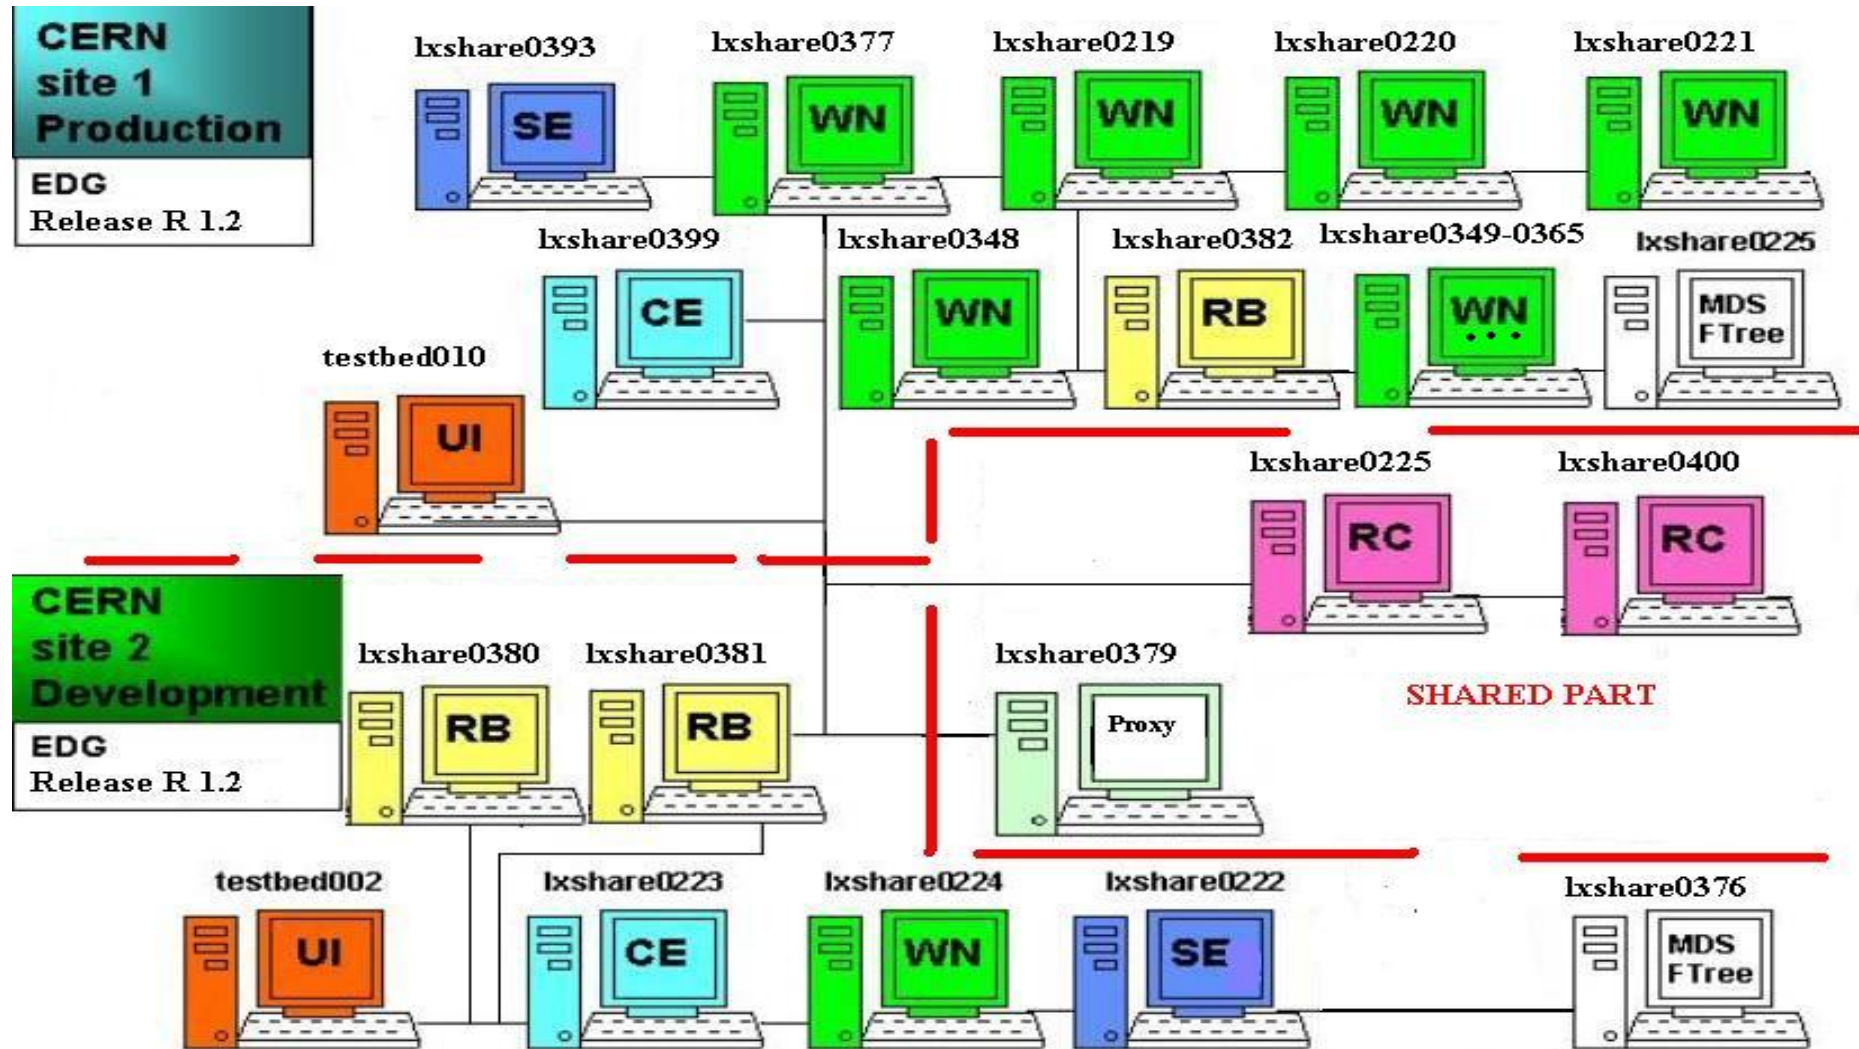 CERN
site 1
Production
EDG
Release R 1.2
lxshare0393
lxshare0377
lxshare0219
lxshare0220
lxshare0221
SE
WN
WN
WN
WN
lxshare0399
lxshare0348
lxshare0382
lxshare0349-0365
lxshare0225
CE
WN
RB
WN
...
MDS
FTree
testbed010
UI
lxshare0225
lxshare0400
RC
RC
CERN
site 2
Development
EDG
Release R 1.2
lxshare0380
lxshare0381
lxshare0379
RB
RB
Proxy
SHARED PART
testbed002
lxshare0223
lxshare0224
lxshare0222
lxshare0376
UI
CE
WN
SE
MDS
FTree